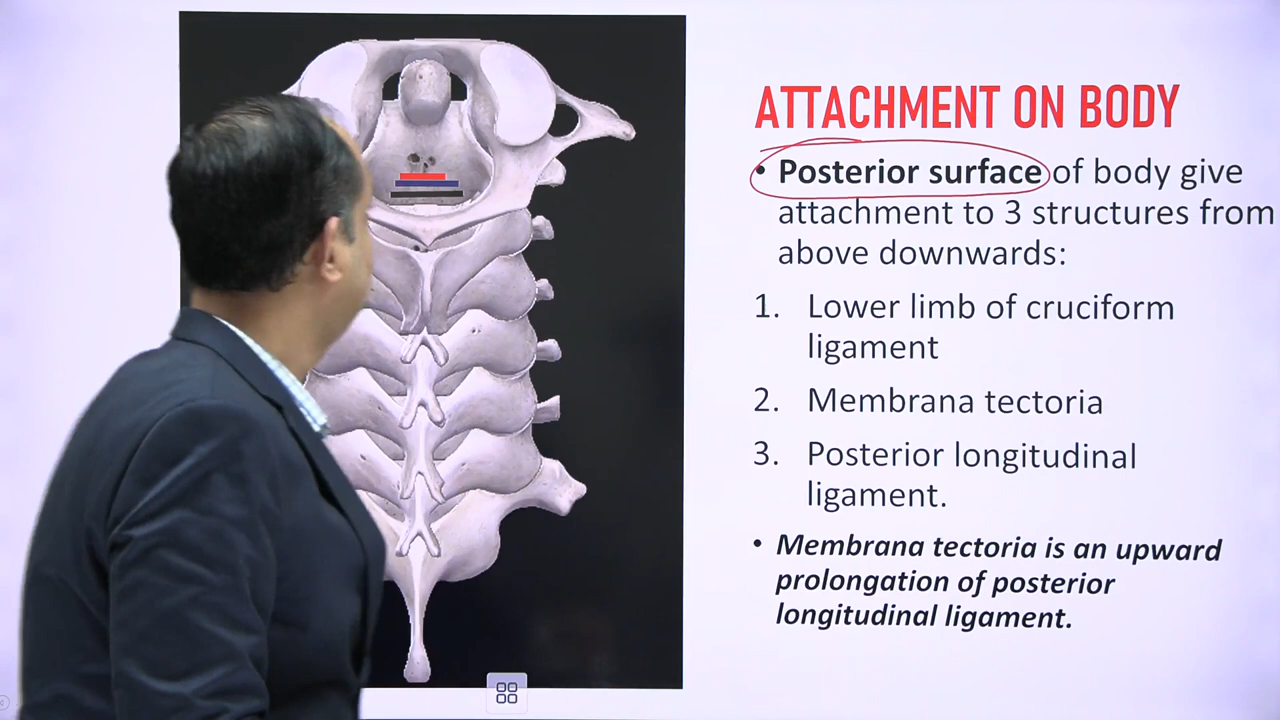 ATTACHMENT ON BODY
• Posterior surface of body give
attachment to 3 structures from
above downwards:
1. Lower limb of cruciform
ligament
2. Membrana tectoria
3. Posterior longitudinal
ligament.
• Membrana tectoria is an upward
prolongation of posterior
longitudinal ligament.